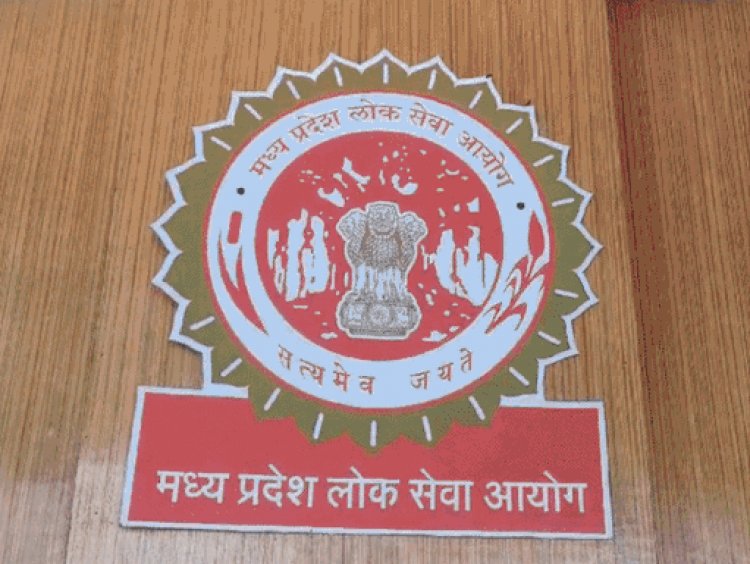 मध्य प्रदेश लोक सेवा आयोग
सत्यमेव जयते
मध्य प्रदेश लोक सेवा आयोग